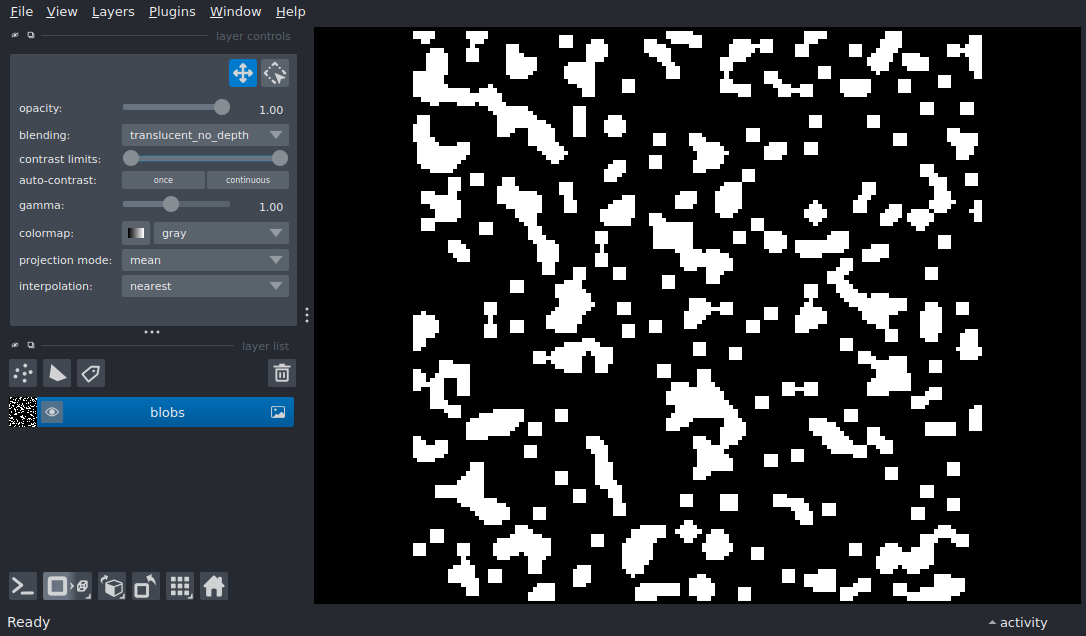 File View Layers Plugins Window Help
layer controls
opacity: 1.00
blending: translucent_no_depth
contrast limits:
auto-contrast: once continuous
gamma: 1.00
colormap: gray
projection mode: mean
interpolation: nearest
layer list
blobs
Ready activity